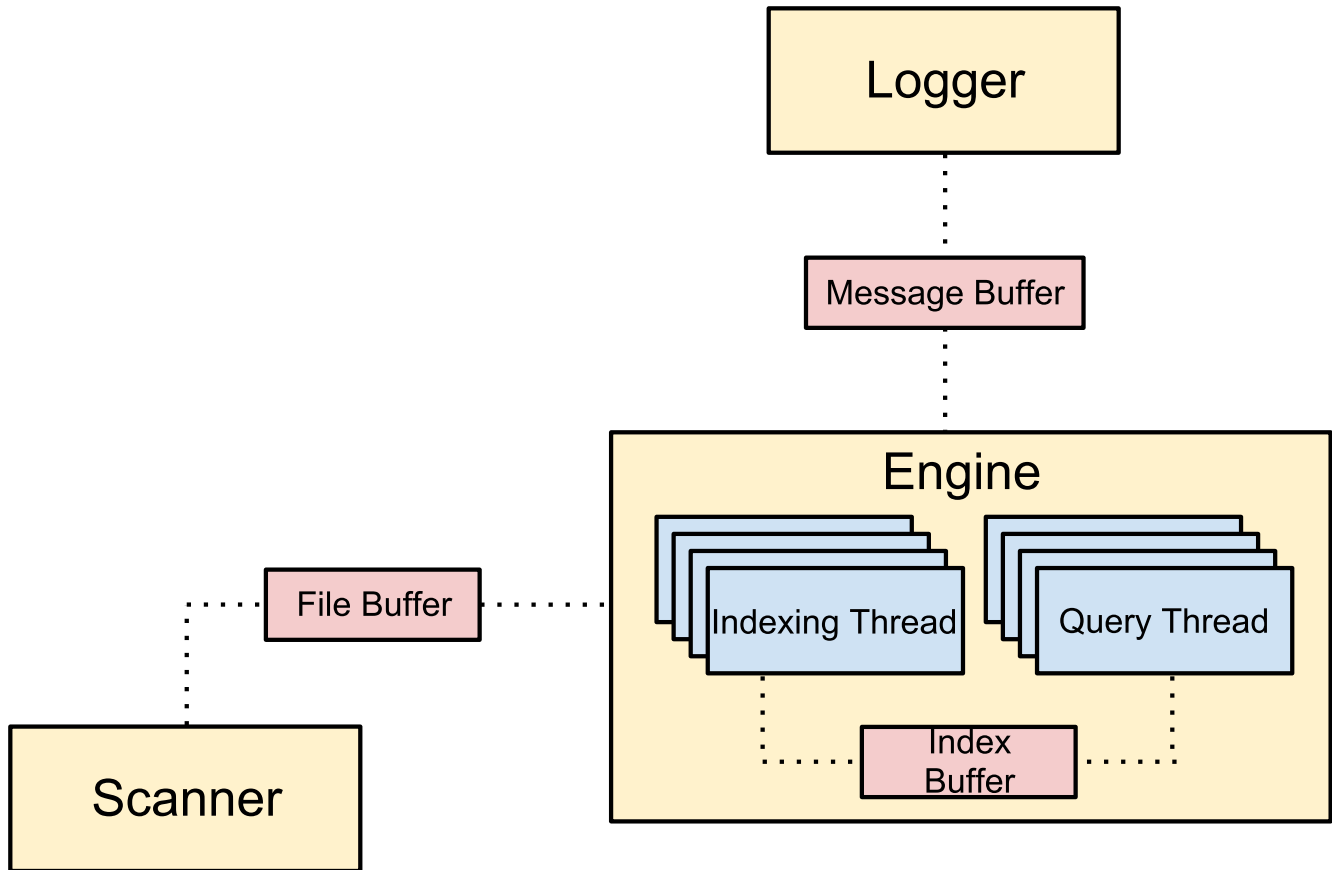 Logger
Message Buffer
Engine
File Buffer
Indexing Thread
Query Thread
Index
Buffer
Scanner